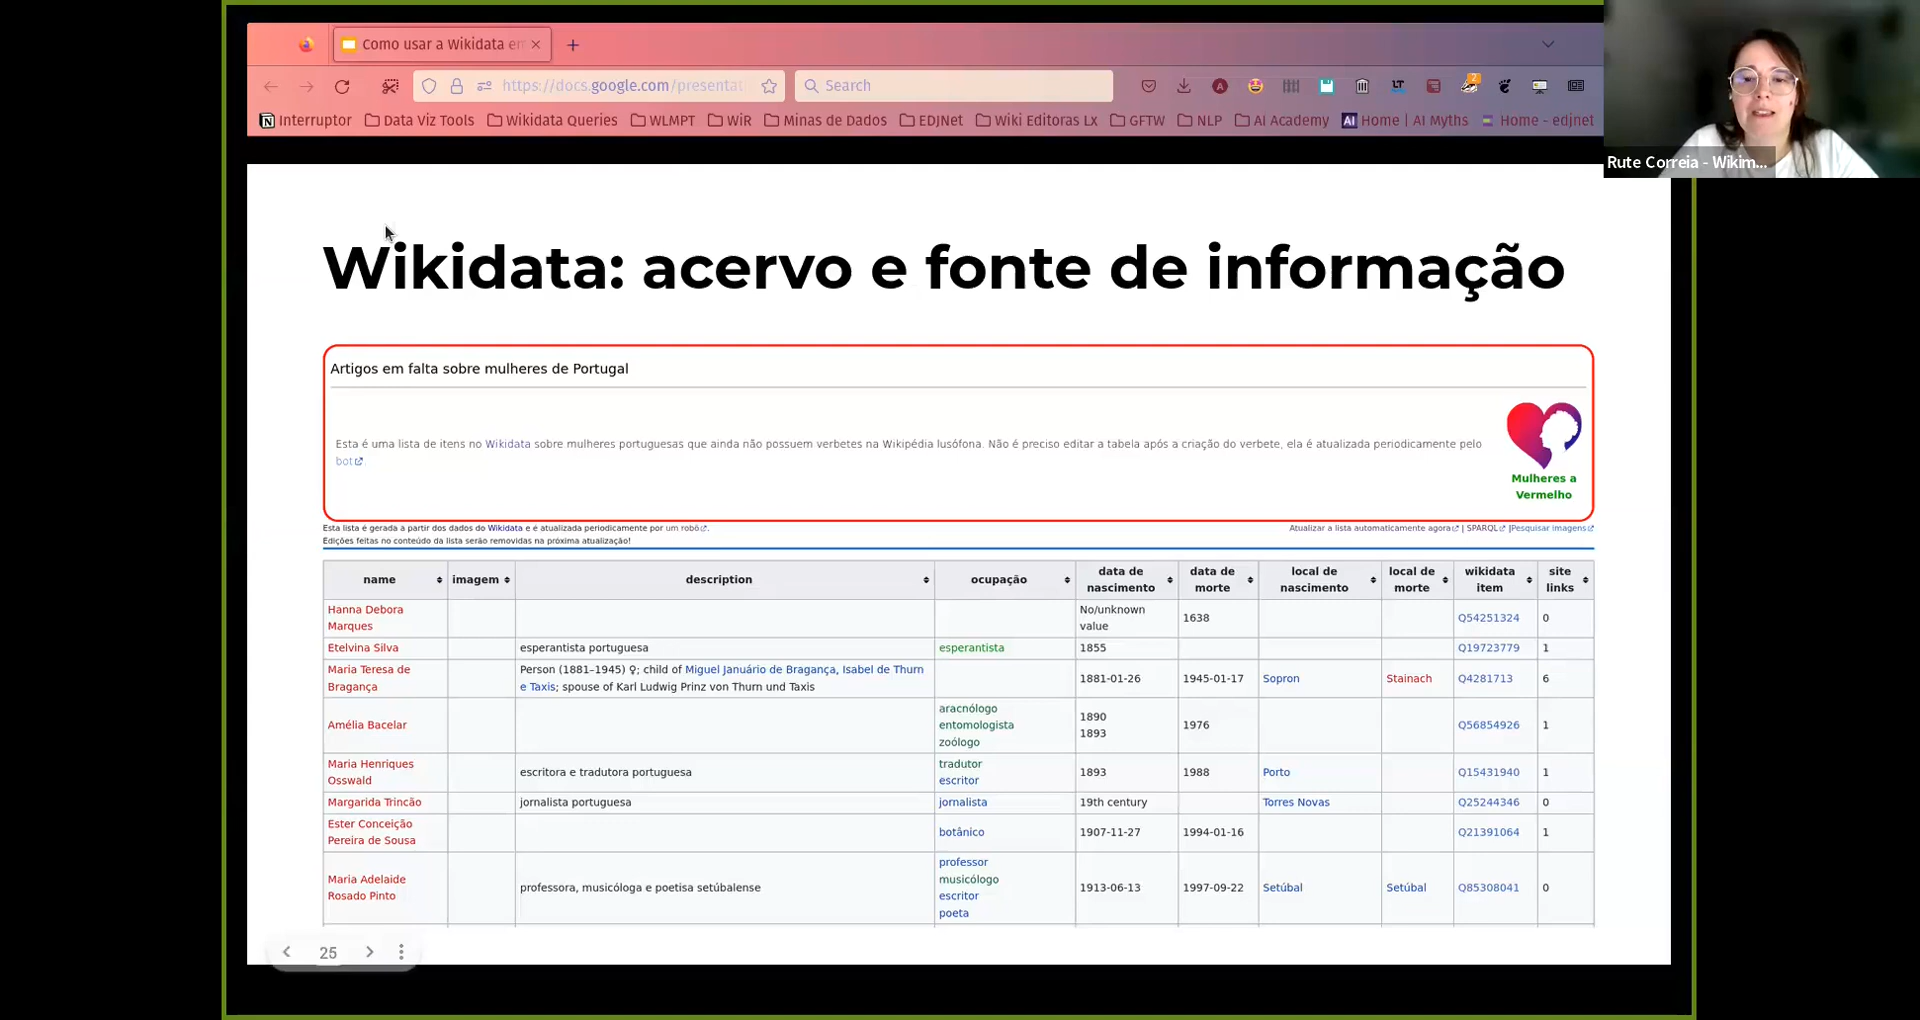 Como usar a Wikidata em
https://docs.google.com/presentat
Search
Interruptor
Data Viz Tools
Wikidata Queries
WLMPT
WiR
Minas de Dados
EDJNet
Wiki Editoras Lx
GFTW
NLP
AI Academy
AI Home | AI Myths
Home - edjnet
Rute Correia - Wikim...
Wikidata: acervo e fonte de informação
Artigos em falta sobre mulheres de Portugal
Esta é uma lista de itens no Wikidata sobre mulheres portuguesas que ainda não possuem verbetes na Wikipédia lusófona. Não é preciso editar a tabela após a criação do verbete, ela é atualizada periodicamente pelo
bot.
Mulheres a
Vermelho
Esta lista é gerada a partir dos dados do Wikidata e é atualizada periodicamente por um robô.
Atualizar a lista automaticamente agora | SPARQL |Pesquisar imagens
Edições feitas no conteúdo da lista serão removidas na próxima atualização!
name imagem description ocupação data de nascimento data de morte local de nascimento local de morte wikidata item site links
Hanna Debora Marques No/unknown value 1638 Q54251324 0
Etelvina Silva esperantista portuguesa esperantista 1855 Q19723779 1
Maria Teresa de Bragança Person (1881–1945) ♀; child of Miguel Januário de Bragança, Isabel de Thurn e Taxis; spouse of Karl Ludwig Prinz von Thurn und Taxis 1881-01-26 1945-01-17 Sopron Stainach Q4281713 6
Amélia Bacelar aracnólogo entomologista zoólogo 1890 1893 1976 Q56854926 1
Maria Henriques Osswald escritora e tradutora portuguesa tradutor escritor 1893 1988 Porto Q15431940 1
Margarida Trincão jornalista portuguesa jornalista 19th century Torres Novas Q25244346 0
Ester Conceição Pereira de Sousa botânico 1907-11-27 1994-01-16 Q21391064 1
Maria Adelaide Rosado Pinto professora, musicóloga e poetisa setúbalense professor musicólogo escritor poeta 1913-06-13 1997-09-22 Setúbal Setúbal Q85308041 0
25